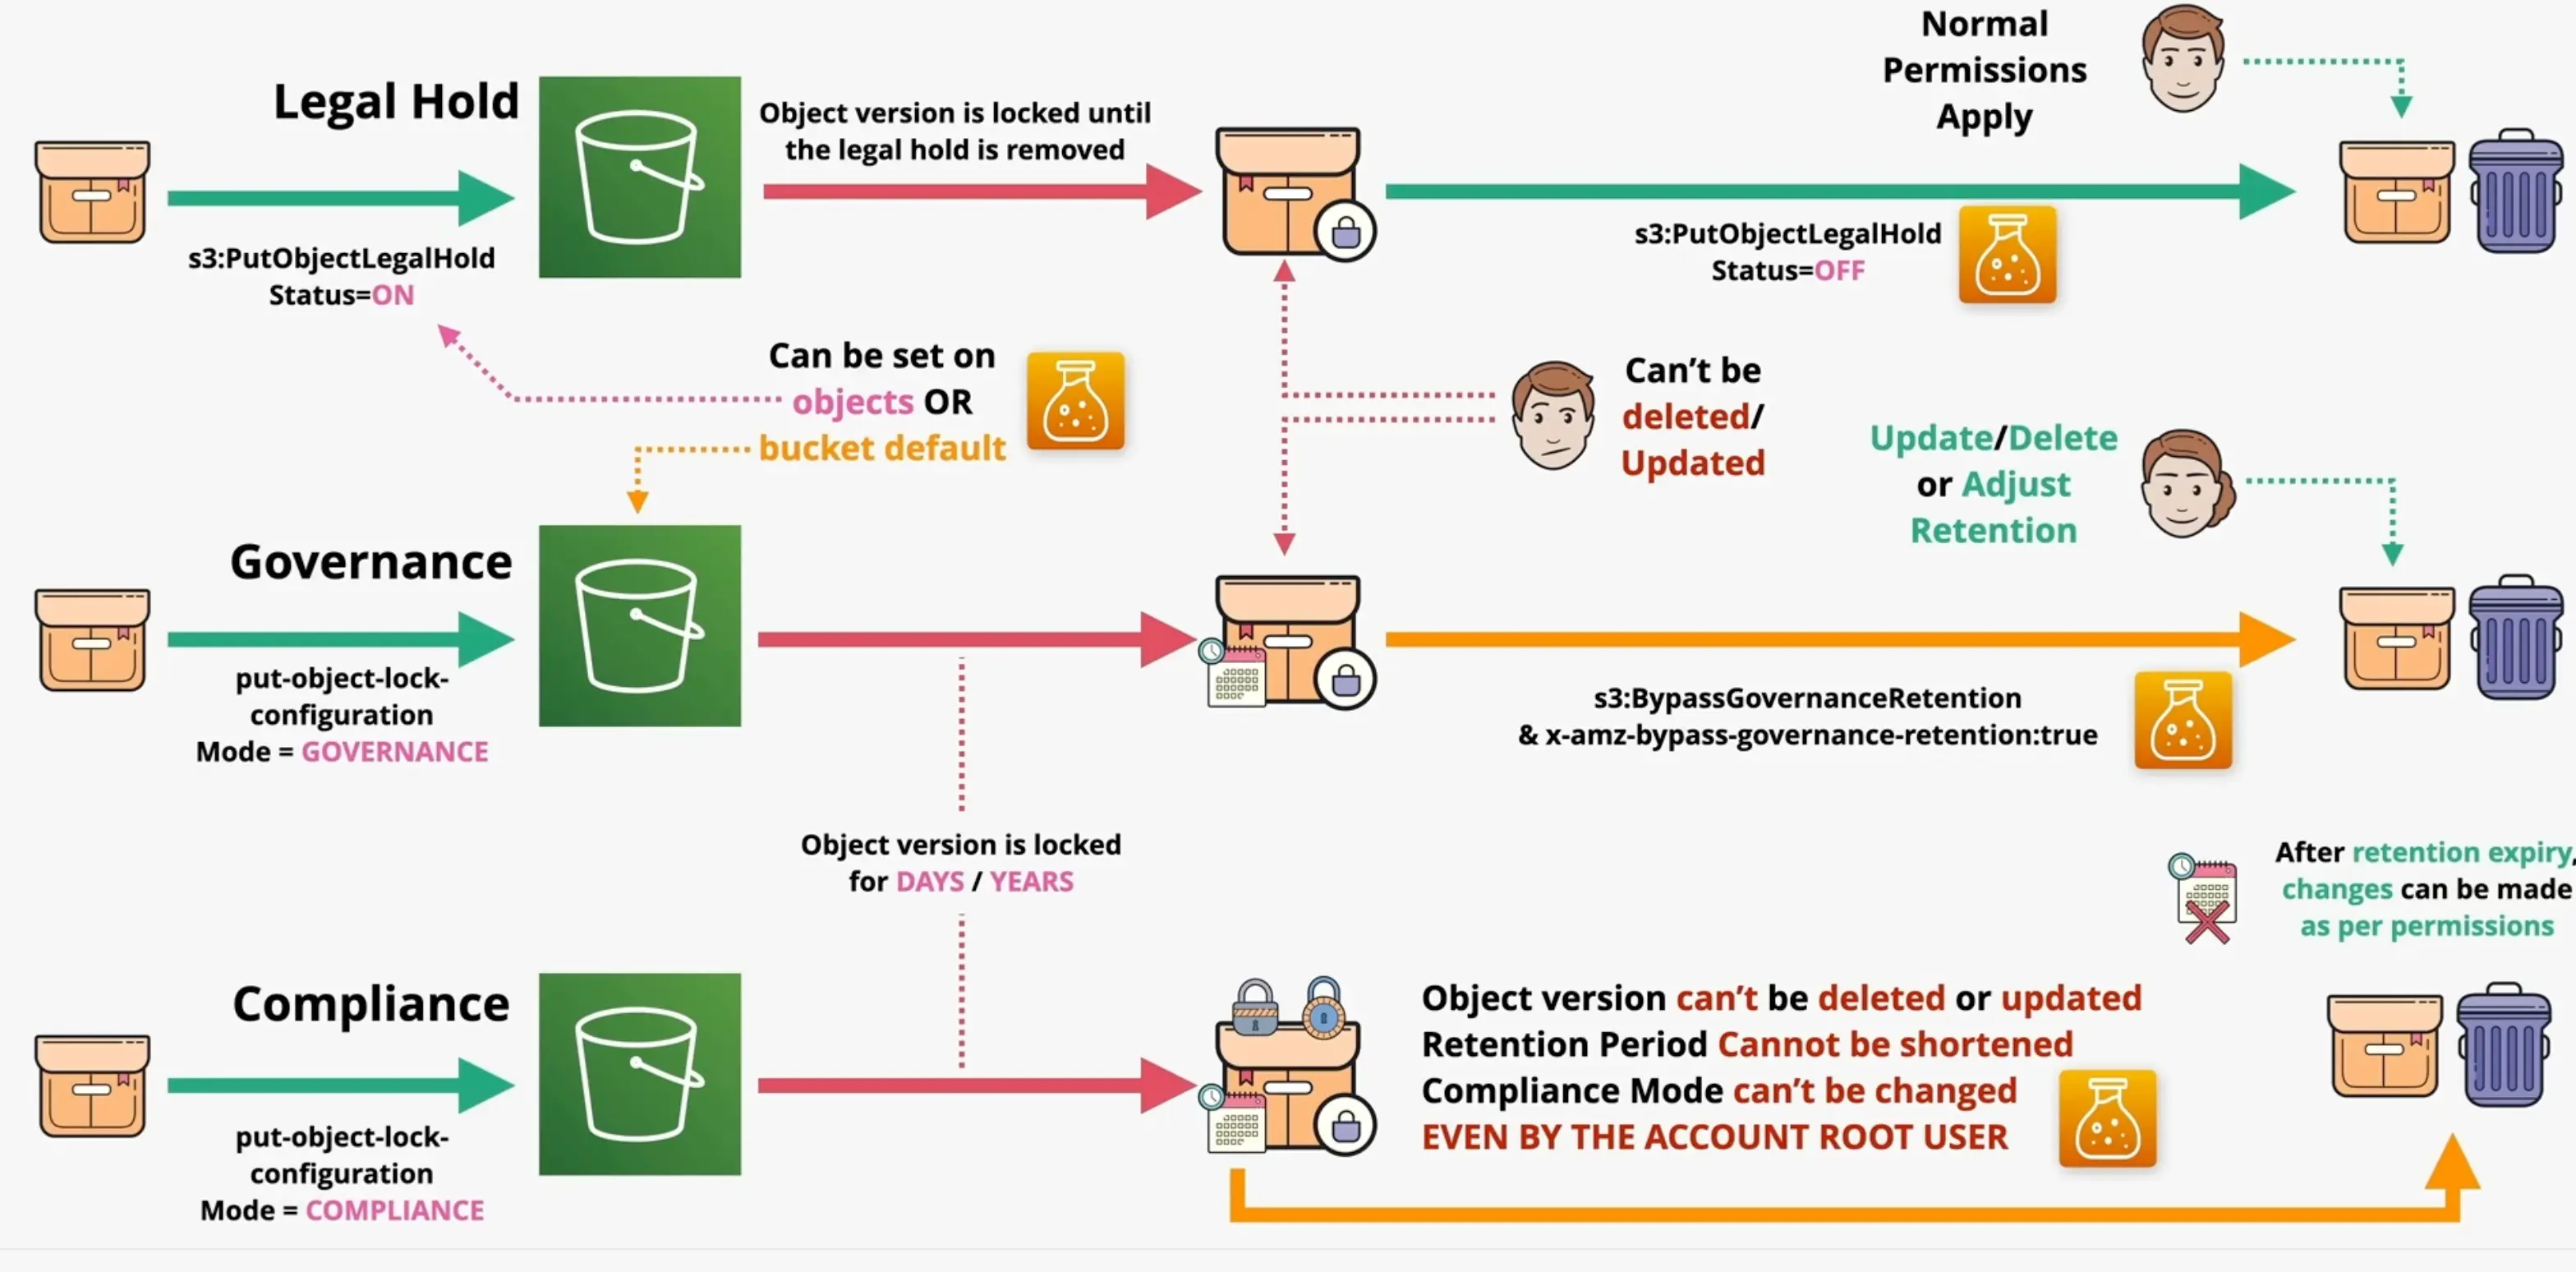 Legal Hold
s3:PutObjectLegalHold
Status=ON
Object version is locked until
the legal hold is removed
Normal
Permissions
Apply
s3:PutObjectLegalHold
Status=OFF
Can be set on
objects OR
bucket default
Can’t be
deleted/
Updated
Update/Delete
or Adjust
Retention
Governance
put-object-lock-
configuration
Mode = GOVERNANCE
s3:BypassGovernanceRetention
& x-amz-bypass-governance-retention:true
Object version is locked
for DAYS / YEARS
After retention expiry,
changes can be made
as per permissions
Compliance
put-object-lock-
configuration
Mode = COMPLIANCE
Object version can’t be deleted or updated
Retention Period Cannot be shortened
Compliance Mode can’t be changed
EVEN BY THE ACCOUNT ROOT USER